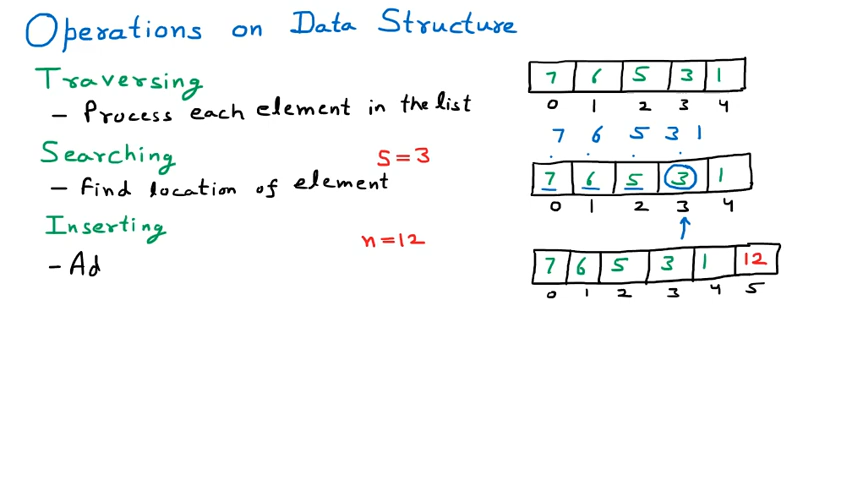 Operations on Data Structure
Traversing
- Process each element in the list
7 6 5 3 1
0 1 2 3 4
7 6 5 3 1
Searching
S = 3
- Find location of element
7 6 5 3 1
0 1 2 3 4
Inserting
n = 12
- Ad
7 6 5 3 1 12
0 1 2 3 4 5